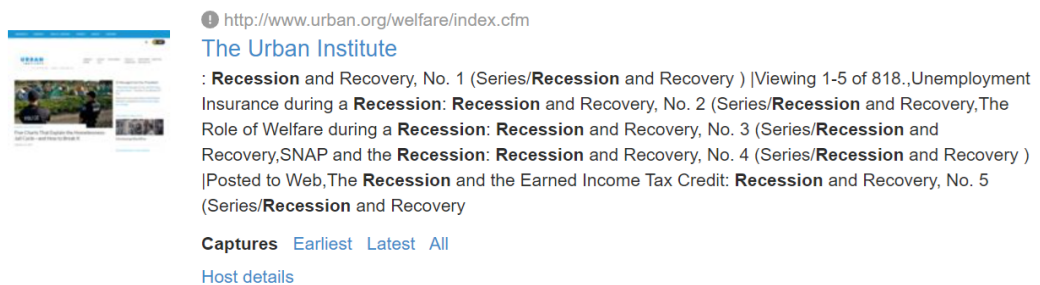 http://www.urban.org/welfare/index.cfm
The Urban Institute
: Recession and Recovery, No. 1 (Series/Recession and Recovery ) |Viewing 1-5 of 818.,Unemployment
Insurance during a Recession: Recession and Recovery, No. 2 (Series/Recession and Recovery,The
Role of Welfare during a Recession: Recession and Recovery, No. 3 (Series/Recession and
Recovery,SNAP and the Recession: Recession and Recovery, No. 4 (Series/Recession and Recovery )
|Posted to Web,The Recession and the Earned Income Tax Credit: Recession and Recovery, No. 5
(Series/Recession and Recovery
Captures Earliest Latest All
Host details
URBAN